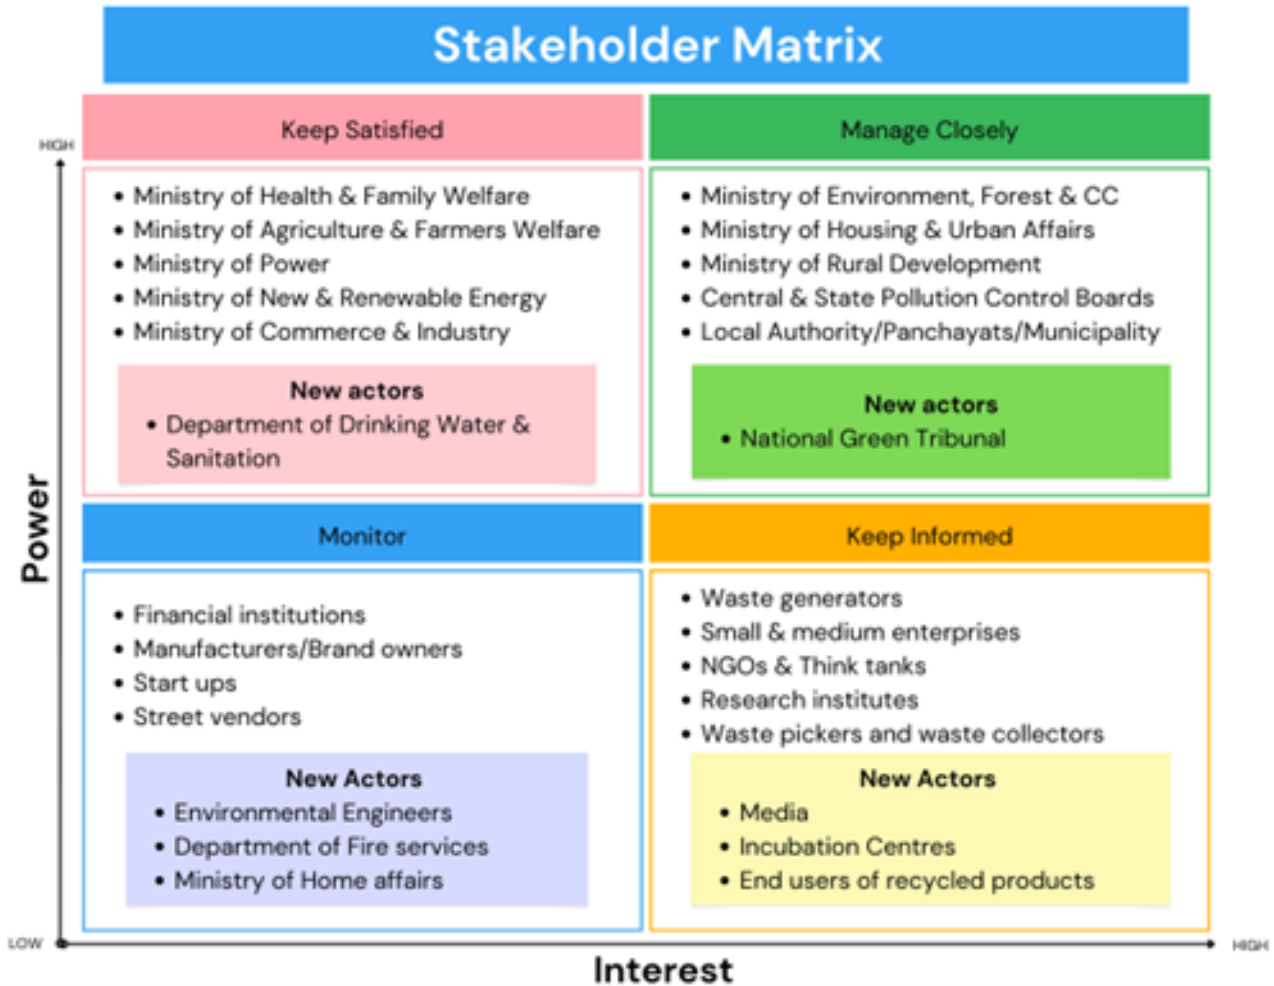 Stakeholder Matrix
Keep Satisfied
Manage Closely
HIGH
• Ministry of Health & Family Welfare
• Ministry of Agriculture & Farmers Welfare
• Ministry of Power
• Ministry of New & Renewable Energy
• Ministry of Commerce & Industry
New actors
• Department of Drinking Water &
Sanitation
• Ministry of Environment, Forest & CC
• Ministry of Housing & Urban Affairs
• Ministry of Rural Development
• Central & State Pollution Control Boards
• Local Authority/Panchayats/Municipality
New actors
• National Green Tribunal
Power
Monitor
Keep Informed
• Financial institutions
• Manufacturers/Brand owners
• Start ups
• Street vendors
New Actors
• Environmental Engineers
• Department of Fire services
• Ministry of Home affairs
• Waste generators
• Small & medium enterprises
• NGOs & Think tanks
• Research institutes
• Waste pickers and waste collectors
New Actors
• Media
• Incubation Centres
• End users of recycled products
LOW
HIGH
Interest